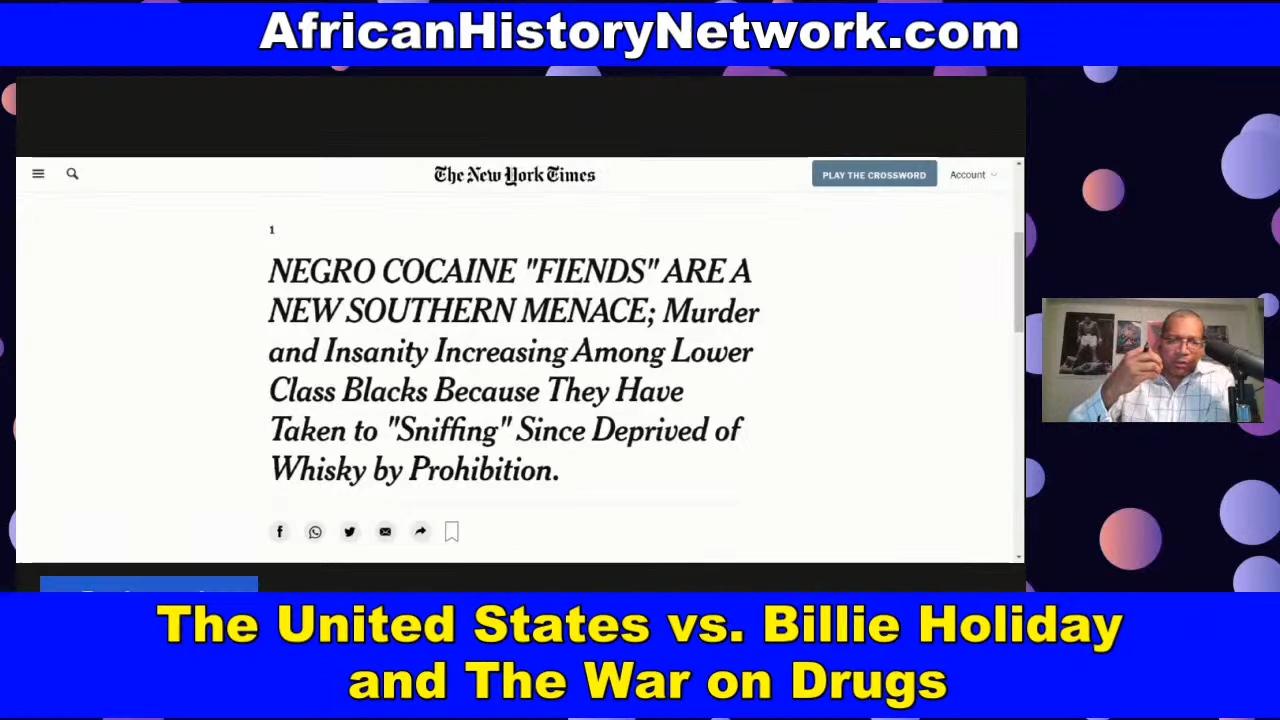 AfricanHistoryNetwork.com
The New York Times
PLAY THE CROSSWORD
Account
1
NEGRO COCAINE "FIENDS" ARE A
NEW SOUTHERN MENACE; Murder
and Insanity Increasing Among Lower
Class Blacks Because They Have
Taken to "Sniffing" Since Deprived of
Whisky by Prohibition.
The United States vs. Billie Holiday
and The War on Drugs